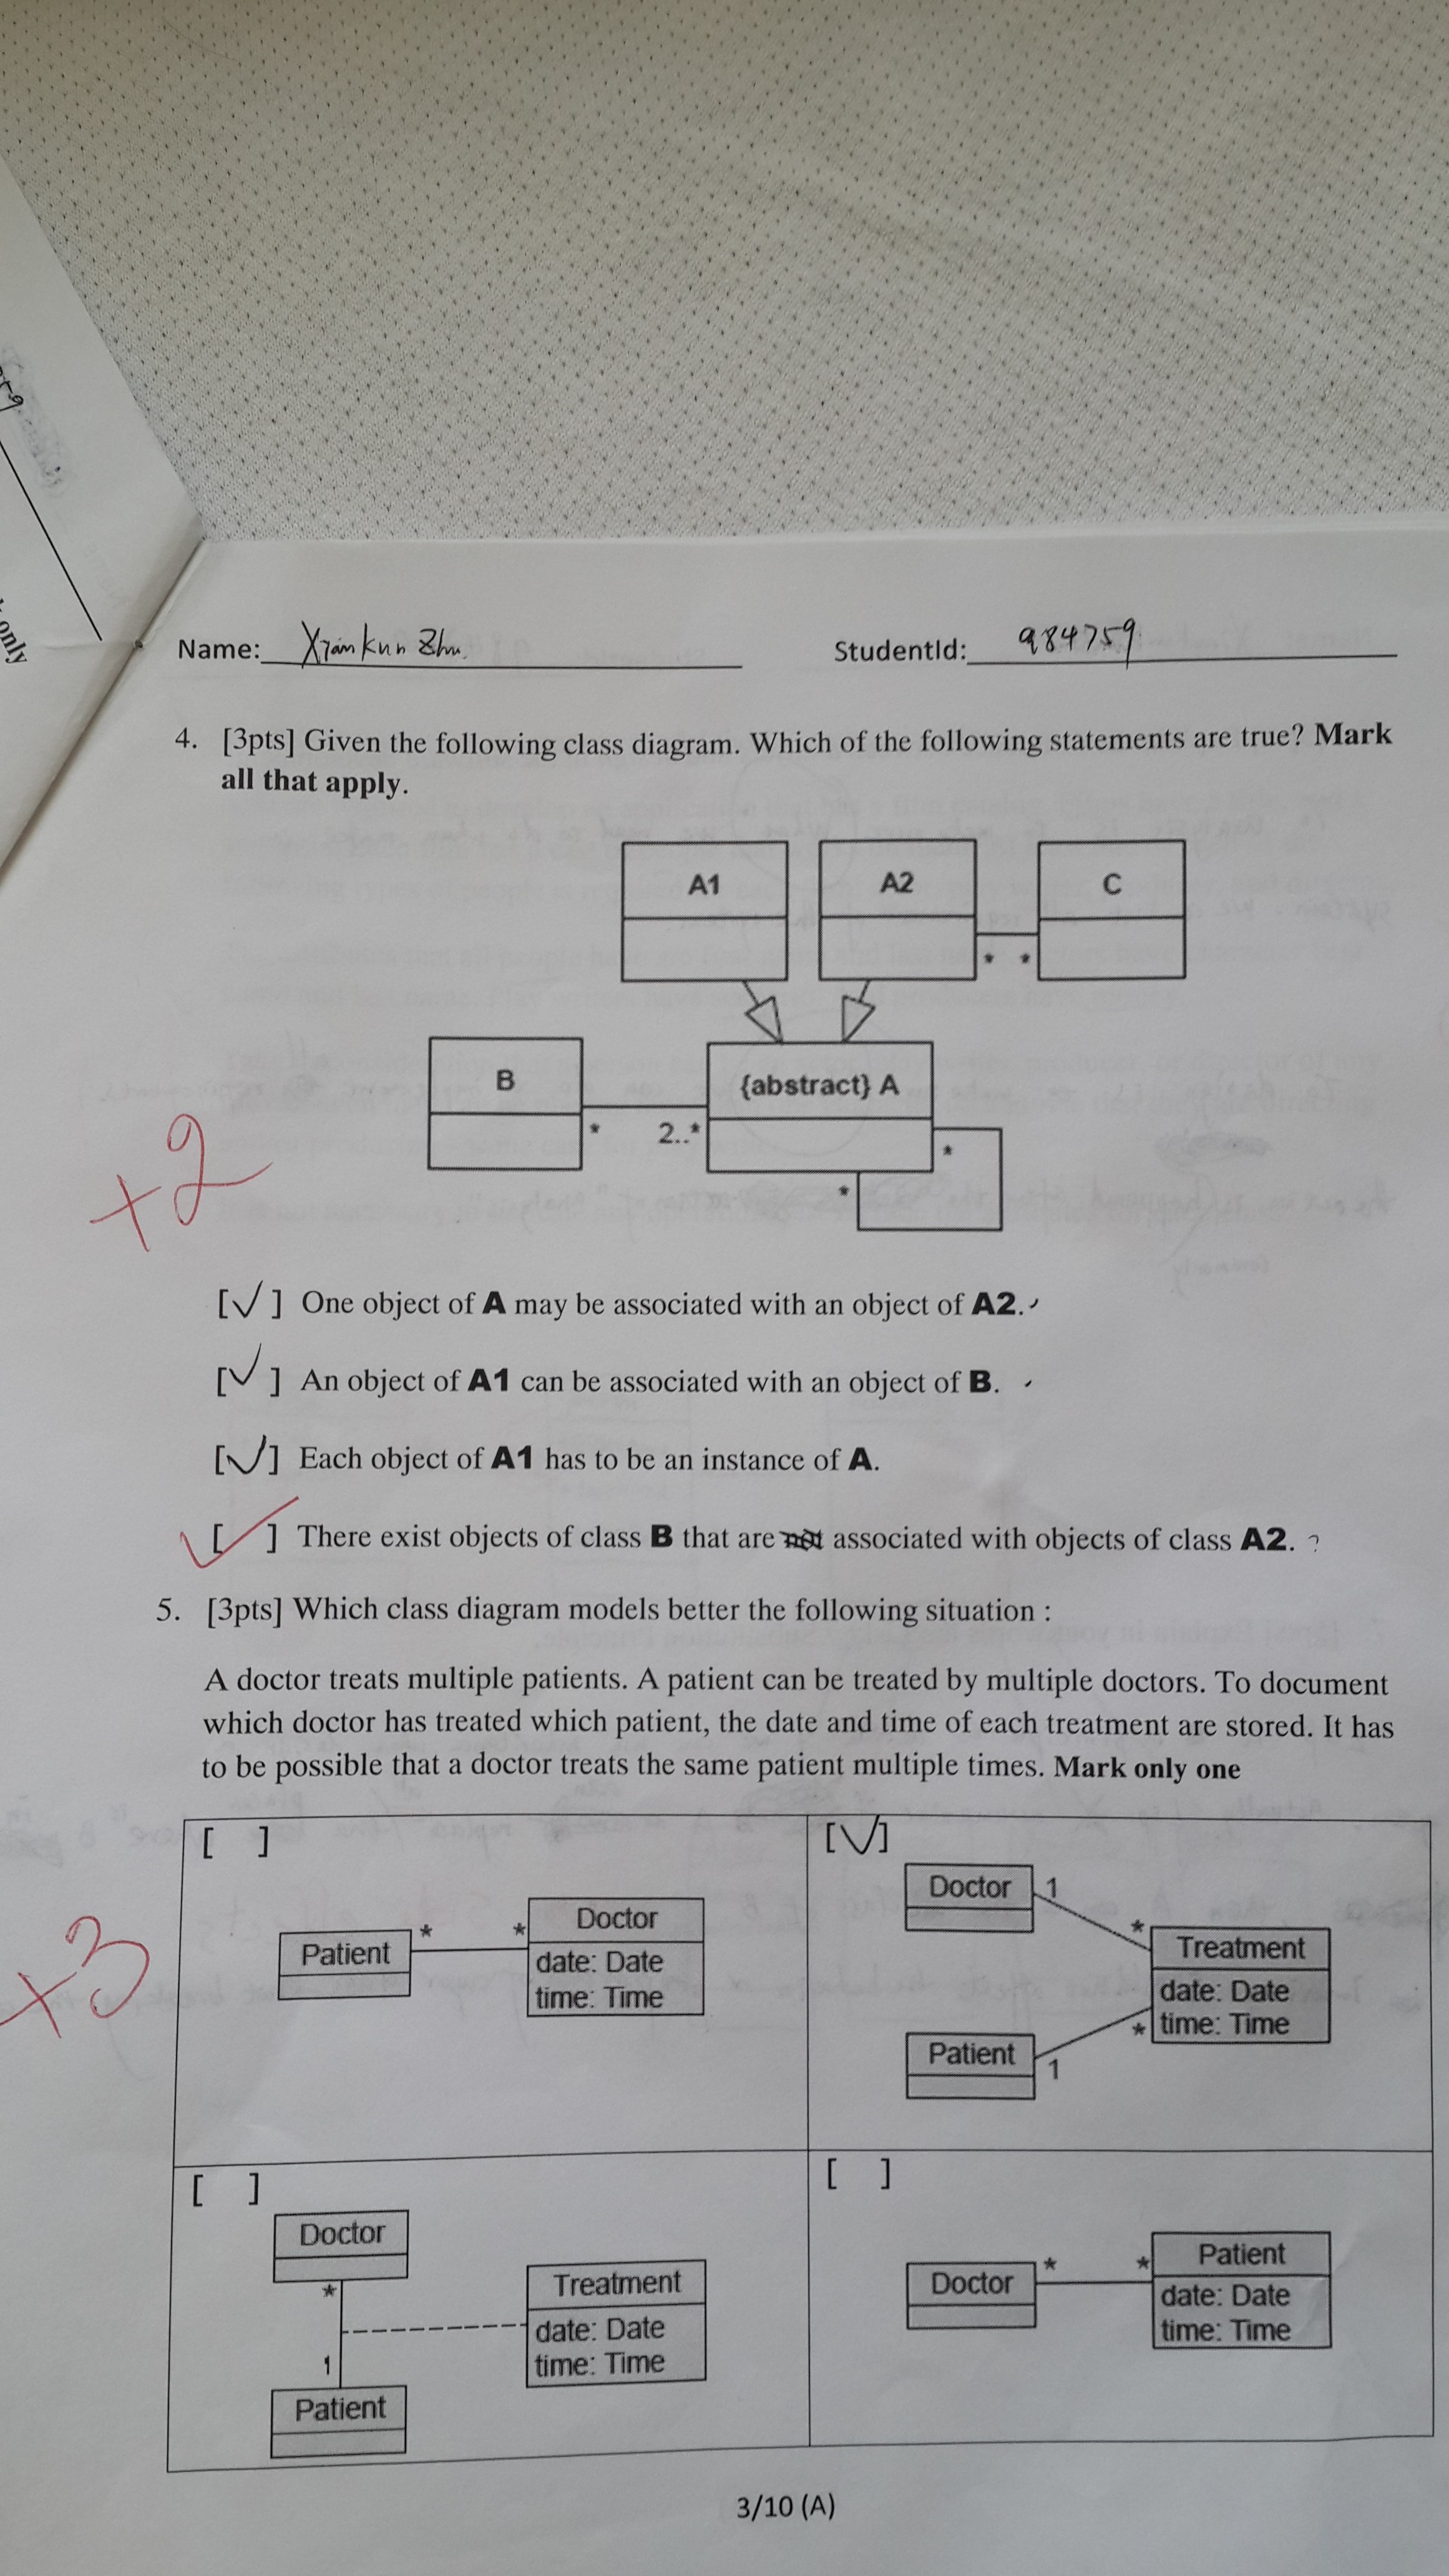 only
Name: Xiankun Zhu StudentId: 984759
4. [3pts] Given the following class diagram. Which of the following statements are true? Mark
all that apply.
A1 A2 C
* *
B {abstract} A
* 2..* *
*
+2
[✓] One object of A may be associated with an object of A2.
[✓] An object of A1 can be associated with an object of B.
[✓] Each object of A1 has to be an instance of A.
[ ] There exist objects of class B that are not associated with objects of class A2. ?
5. [3pts] Which class diagram models better the following situation :
A doctor treats multiple patients. A patient can be treated by multiple doctors. To document
which doctor has treated which patient, the date and time of each treatment are stored. It has
to be possible that a doctor treats the same patient multiple times. Mark only one
+3
[ ]
Patient * * Doctor
date: Date
time: Time
[✓]
Doctor 1
* Treatment
date: Date
* time: Time
Patient 1
[ ]
Doctor
*
Treatment
date: Date
time: Time
1
Patient
[ ]
Doctor * * Patient
date: Date
time: Time
3/10 (A)